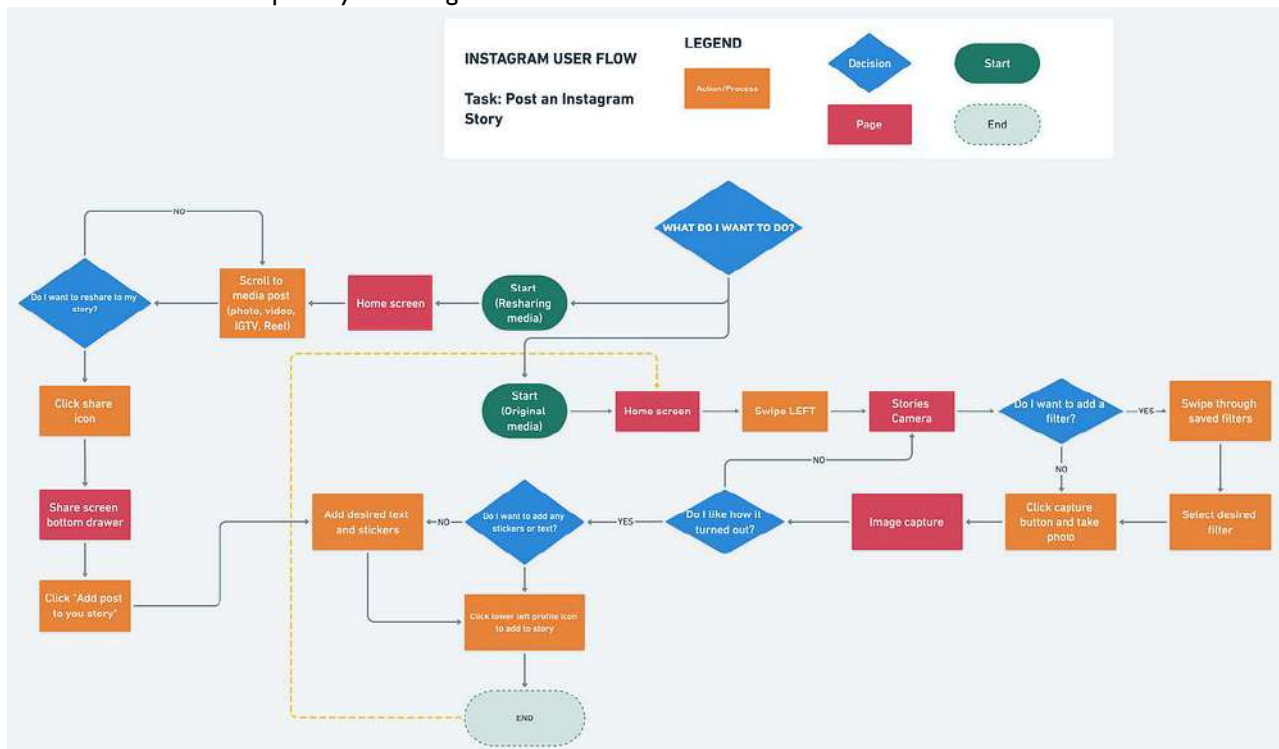 INSTAGRAM USER FLOW
Task: Post an Instagram
Story
LEGEND
Action/Process
Decision
Page
Start
End
WHAT DO I WANT TO DO?
NO
Do I want to reshare to my
story?
Scroll to
media post
(photo, video,
IGTV, Reel)
Home screen
Start
(Resharing
media)
Click share
icon
Start
(Original
media)
Home screen
Swipe LEFT
Stories
Camera
Do I want to add a
filter?
YES
Swipe through
saved filters
NO
NO
Share screen
bottom drawer
Add desired text
and stickers
NO
Do I want to add any
stickers or text?
YES
Do I like how it
turned out?
Image capture
Click capture
button and take
photo
Select desired
filter
Click "Add post
to you story"
Click lower left profile icon
to add to story
END